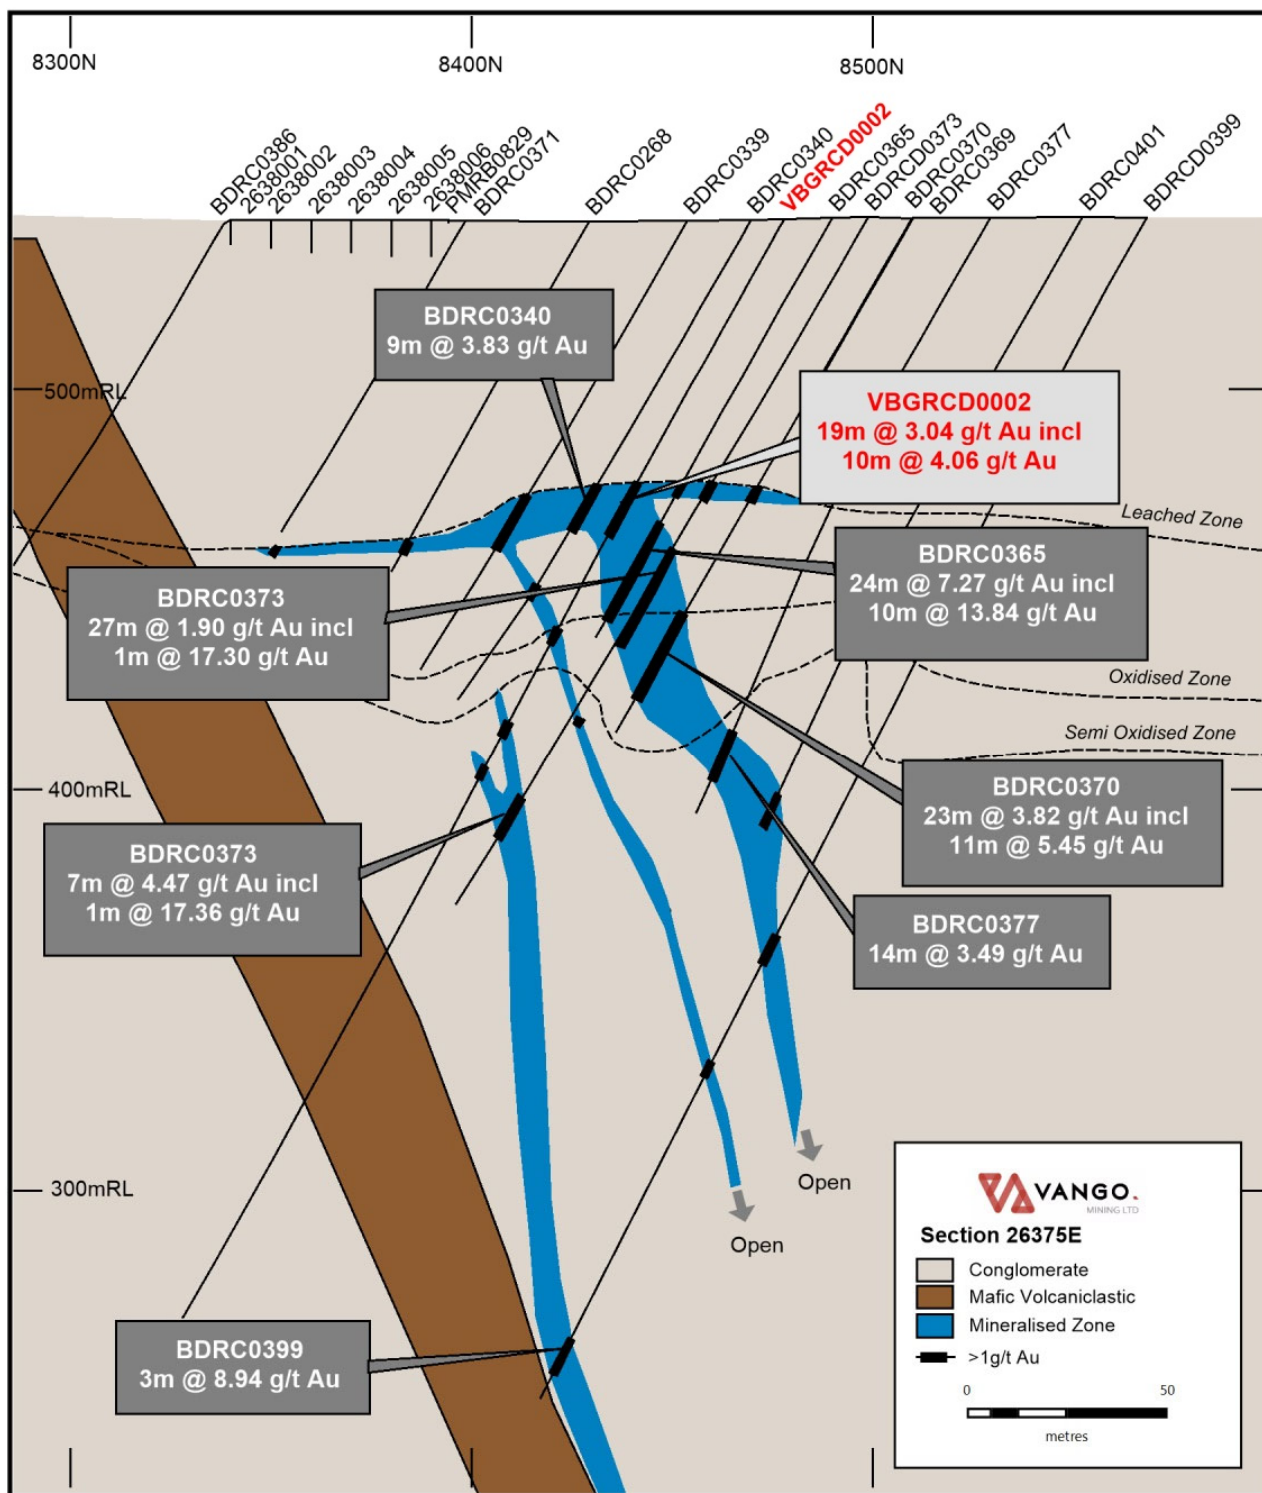 8300N
8400N
8500N
BDRC0386
2638001
2638002
2638003
2638004
2638005
2638006
PMRB0829
BDRC0371
BDRC0268
BDRC0339
BDRC0340
VBGRCD0002
BDRC0365
BDRCD0373
BDRC0370
BDRC0369
BDRC0377
BDRC0401
BDRCD0399
BDRC0340
9m @ 3.83 g/t Au
500mRL
VBGRCD0002
19m @ 3.04 g/t Au incl
10m @ 4.06 g/t Au
Leached Zone
BDRC0365
24m @ 7.27 g/t Au incl
10m @ 13.84 g/t Au
BDRC0373
27m @ 1.90 g/t Au incl
1m @ 17.30 g/t Au
Oxidised Zone
Semi Oxidised Zone
400mRL
BDRC0370
23m @ 3.82 g/t Au incl
11m @ 5.45 g/t Au
BDRC0373
7m @ 4.47 g/t Au incl
1m @ 17.36 g/t Au
BDRC0377
14m @ 3.49 g/t Au
300mRL
Open
Open
VANGO.
MINING LTD
Section 26375E
Conglomerate
Mafic Volcaniclastic
Mineralised Zone
>1g/t Au
0 50
metres
BDRC0399
3m @ 8.94 g/t Au